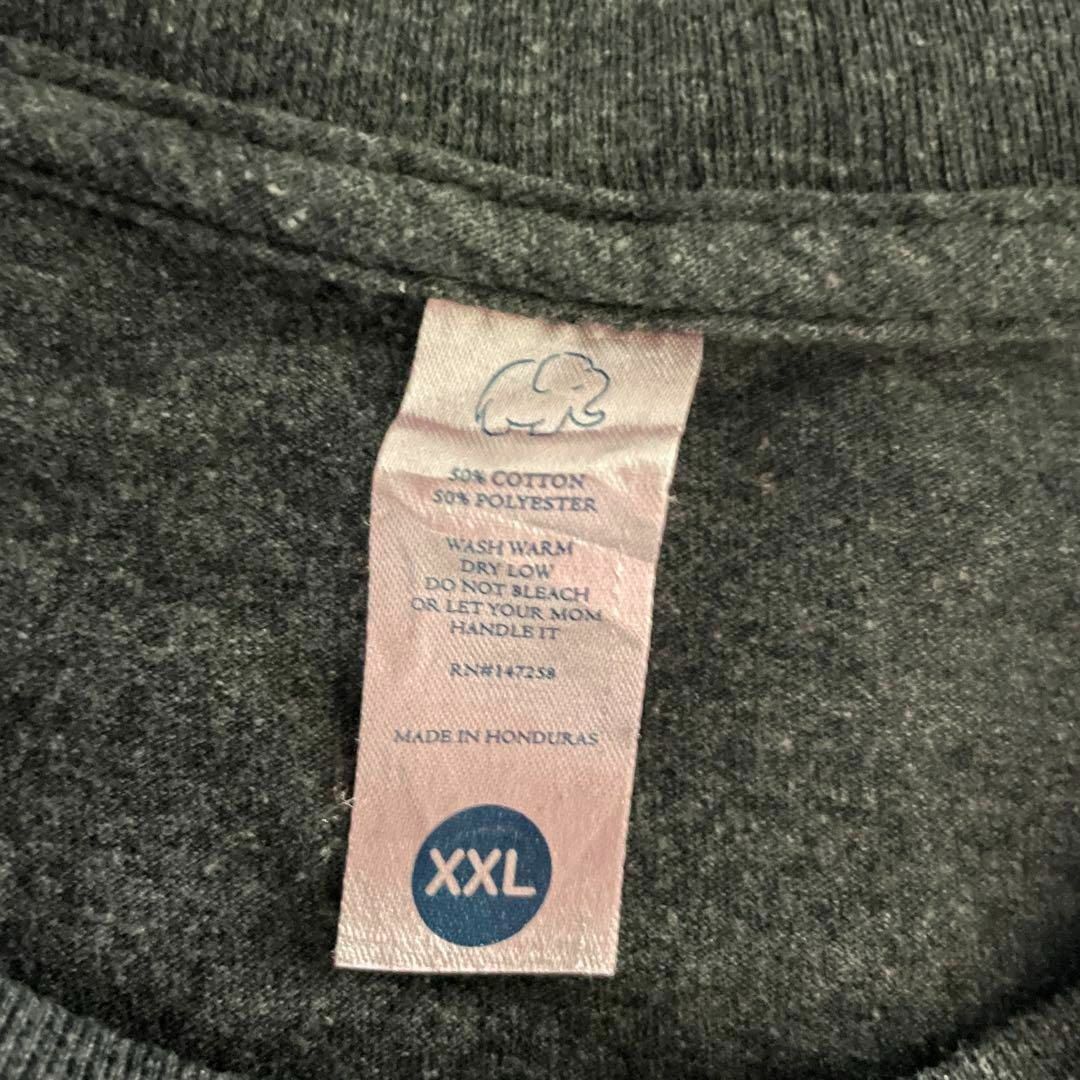 50% COTTON
50% POLYESTER
WASH WARM
DRY LOW
DO NOT BLEACH
OR LET YOUR MOM
HANDLE IT
RN#147258
MADE IN HONDURAS
XXL